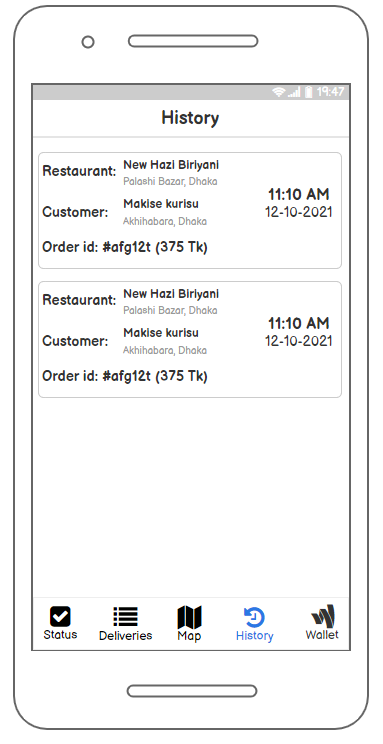 19:47
History
Restaurant: New Hazi Biriyani
Palashi Bazar, Dhaka
11:10 AM
Customer: Makise kurisu 12-10-2021
Akhihabara, Dhaka
Order id: #afg12t (375 Tk)
Restaurant: New Hazi Biriyani
Palashi Bazar, Dhaka
11:10 AM
Customer: Makise kurisu 12-10-2021
Akhihabara, Dhaka
Order id: #afg12t (375 Tk)
Status Deliveries Map History Wallet